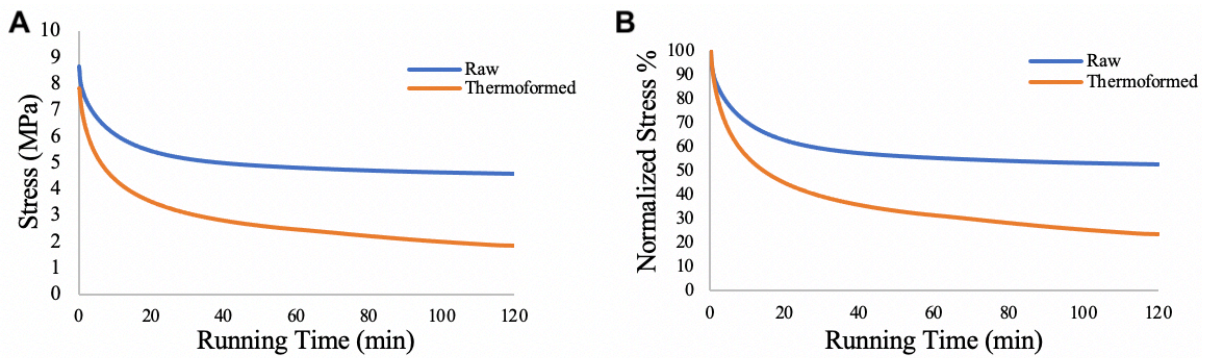 A
Stress (MPa)
10
9
8
7
6
5
4
3
2
1
0
Raw
Thermoformed
0 20 40 60 80 100 120
Running Time (min)
B
Normalized Stress %
100
90
80
70
60
50
40
30
20
10
0
Raw
Thermoformed
0 20 40 60 80 100 120
Running Time (min)